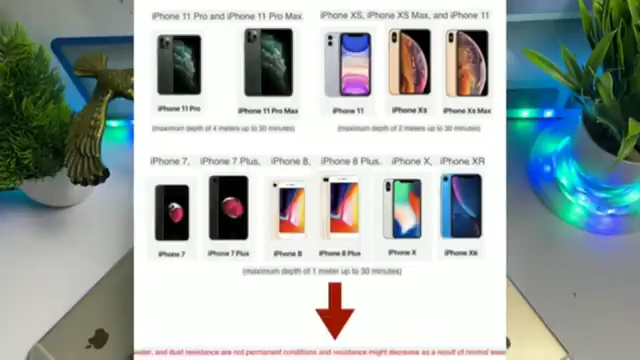 iPhone 11 Pro and iPhone 11 Pro Max
iPhone XS, iPhone XS Max, and iPhone 11
iPhone 11 Pro
iPhone 11 Pro Max
iPhone 11
iPhone Xs
iPhone Xs Max
(maximum depth of 4 meters up to 30 minutes)
(maximum depth of 2 meters up to 30 minutes)
iPhone 7, iPhone 7 Plus, iPhone 8, iPhone 8 Plus, iPhone X, iPhone XR
iPhone 7
iPhone 7 Plus
iPhone 8
iPhone 8 Plus
iPhone X
iPhone XR
(maximum depth of 1 meter up to 30 minutes)
water, and dust resistance are not permanent conditions and resistance might decrease as a result of normal wear